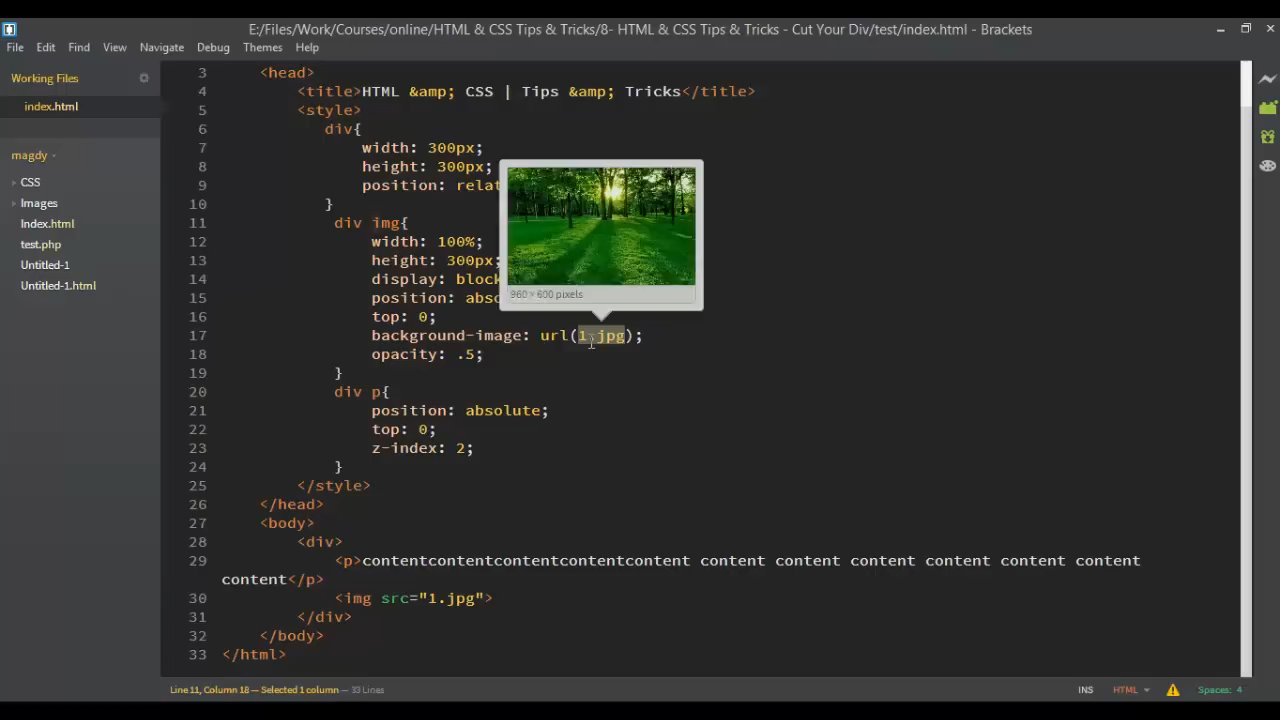 E:/Files/Work/Courses/online/HTML & CSS Tips & Tricks/8- HTML & CSS Tips & Tricks - Cut Your Div/test/index.html - Brackets
File Edit Find View Navigate Debug Themes Help
Working Files
index.html
magdy
CSS
Images
Index.html
test.php
Untitled-1
Untitled-1.html
3 <head>
4 <title>HTML &amp; CSS | Tips &amp; Tricks</title>
5 <style>
6 div{
7 width: 300px;
8 height: 300px;
9 position: relat
10 }
11 div img{
12 width: 100%;
13 height: 300px;
14 display: block
15 position: abso
16 top: 0;
17 background-image: url(1.jpg);
18 opacity: .5;
19 }
20 div p{
21 position: absolute;
22 top: 0;
23 z-index: 2;
24 }
25 </style>
26 </head>
27 <body>
28 <div>
29 <p>contentcontentcontentcontentcontent content content content content content content
content</p>
30 <img src="1.jpg">
31 </div>
32 </body>
33 </html>
960 × 600 pixels
Line 11, Column 18 — Selected 1 column — 33 Lines
INS HTML Spaces: 4